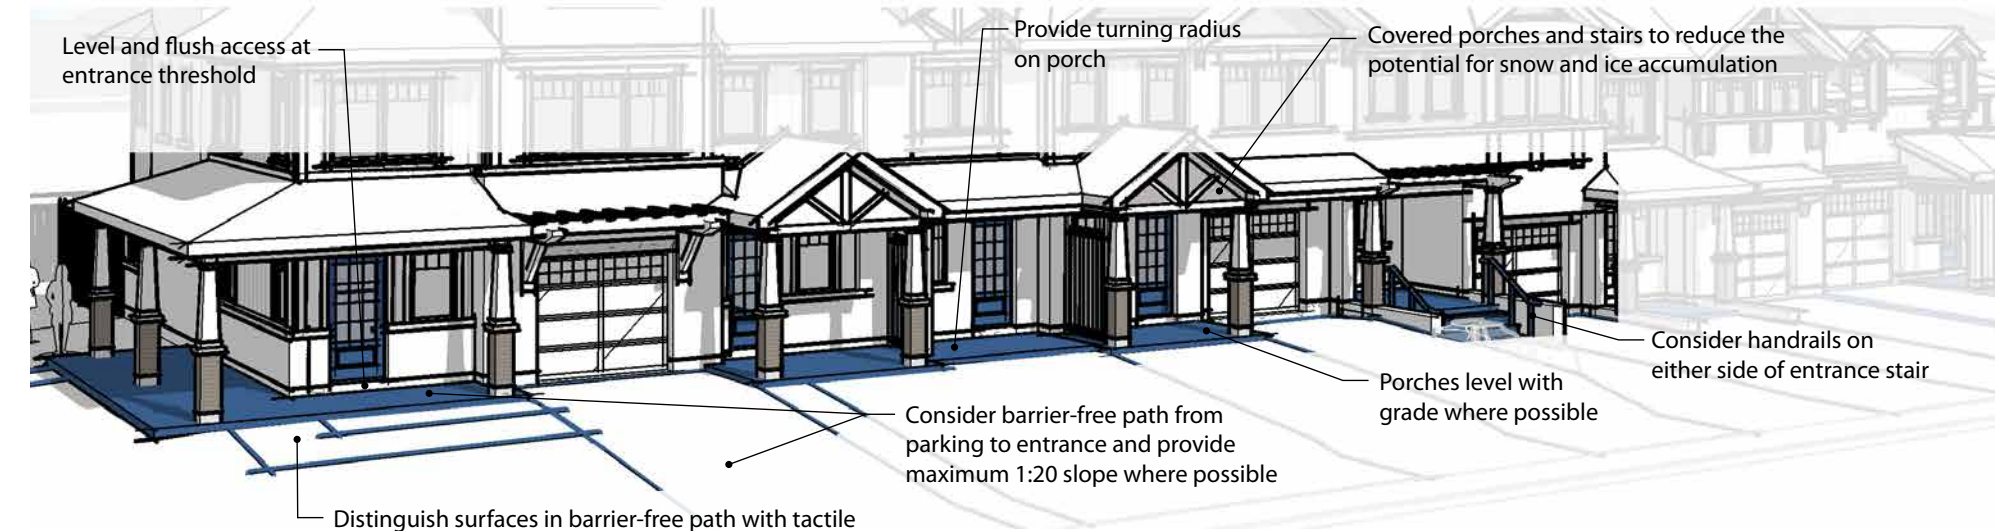 Level and flush access at
entrance threshold
Provide turning radius
on porch
Covered porches and stairs to reduce the
potential for snow and ice accumulation
Consider handrails on
either side of entrance stair
Porches level with
grade where possible
Consider barrier-free path from
parking to entrance and provide
maximum 1:20 slope where possible
Distinguish surfaces in barrier-free path with tactile